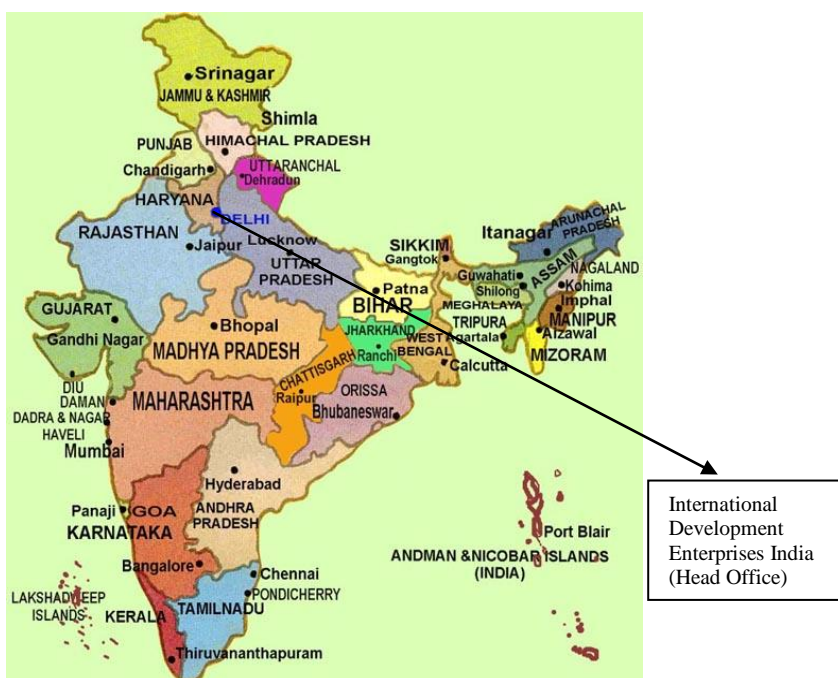 Srinagar
JAMMU & KASHMIR
Shimla
PUNJAB
HIMACHAL PRADESH
Chandigarh
UTTARANCHAL
Dehradun
HARYANA
DELHI
RAJASTHAN
Jaipur
Lucknow
UTTAR
PRADESH
SIKKIM
Gangtok
Itanagar
ARUNACHAL
PRADESH
Guwahati
ASSAM
NAGALAND
Shilong
Kohima
MEGHALAYA
Imphal
MANIPUR
Patna
BIHAR
GUJARAT
Gandhi Nagar
Bhopal
MADHYA PRADESH
JHARKHAND
Ranchi
WEST
BENGAL
TRIPURA
Agartala
Aizawal
MIZORAM
Calcutta
CHATTISGARH
Raipur
ORISSA
Bhubaneswar
DIU
DAMAN
DADRA & NAGAR
HAVELI
MAHARASHTRA
Mumbai
Hyderabad
ANDHRA
PRADESH
Panaji
GOA
KARNATAKA
Bangalore
Chennai
PONDICHERRY
LAKSHADWEEP
ISLANDS
KERALA
TAMILNADU
Thiruvananthapuram
Port Blair
ANDMAN &NICOBAR ISLANDS
(INDIA)
International
Development
Enterprises India
(Head Office)